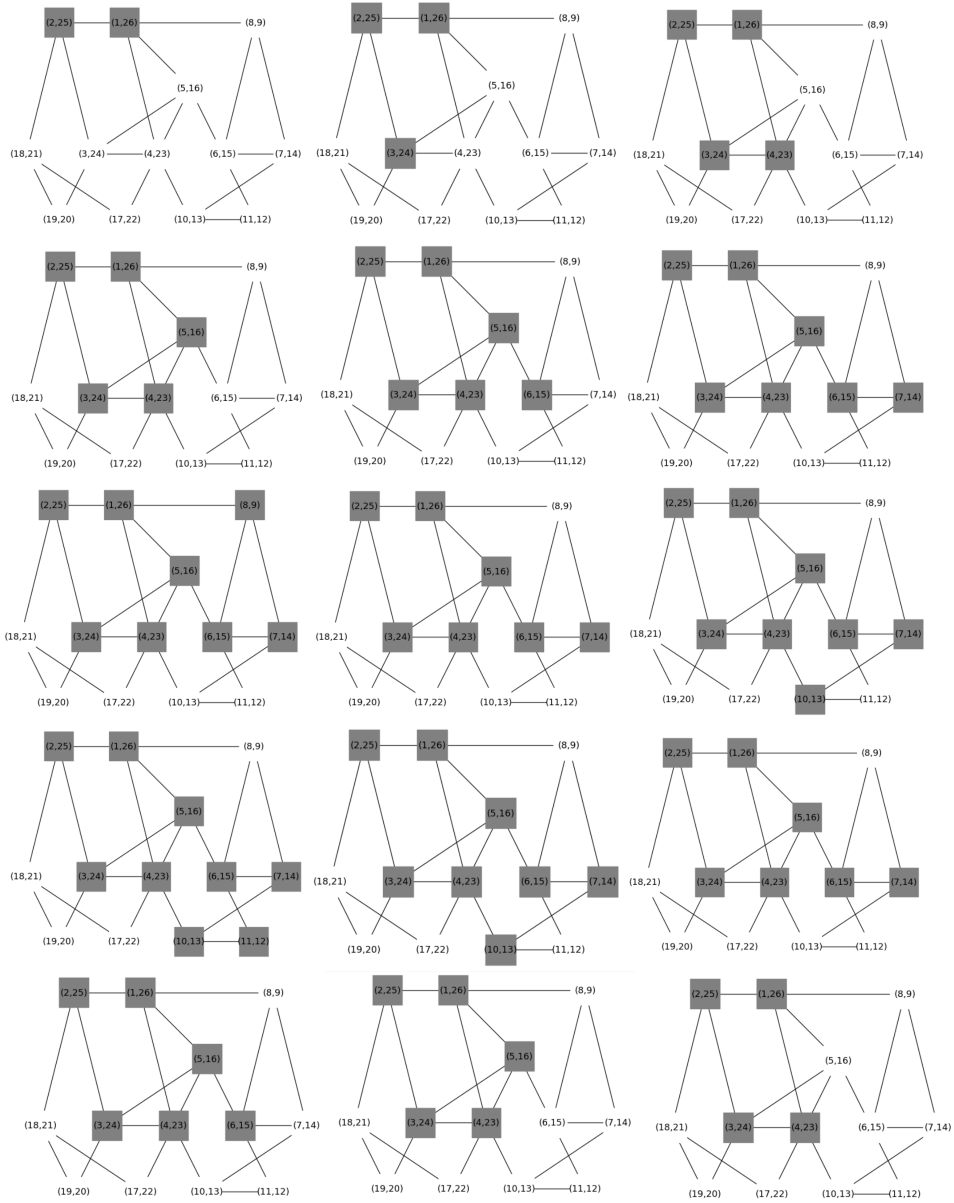 (2,25) (1,26) (8,9) (2,25) (1,26) (8,9) (2,25) (1,26) (8,9)
(5,16) (5,16) (5,16)
(18,21) (3,24) (4,23) (6,15) (7,14) (18,21) (3,24) (4,23) (6,15) (7,14) (18,21) (3,24) (4,23) (6,15) (7,14)
(19,20) (17,22) (10,13) (11,12) (19,20) (17,22) (10,13) (11,12) (19,20) (17,22) (10,13) (11,12)
(2,25) (1,26) (8,9) (2,25) (1,26) (8,9) (2,25) (1,26) (8,9)
(5,16) (5,16) (5,16)
(18,21) (3,24) (4,23) (6,15) (7,14) (18,21) (3,24) (4,23) (6,15) (7,14) (18,21) (3,24) (4,23) (6,15) (7,14)
(19,20) (17,22) (10,13) (11,12) (19,20) (17,22) (10,13) (11,12) (19,20) (17,22) (10,13) (11,12)
(2,25) (1,26) (8,9) (2,25) (1,26) (8,9) (2,25) (1,26) (8,9)
(5,16) (5,16) (5,16)
(18,21) (3,24) (4,23) (6,15) (7,14) (18,21) (3,24) (4,23) (6,15) (7,14) (18,21) (3,24) (4,23) (6,15) (7,14)
(19,20) (17,22) (10,13) (11,12) (19,20) (17,22) (10,13) (11,12) (19,20) (17,22) (10,13) (11,12)
(2,25) (1,26) (8,9) (2,25) (1,26) (8,9) (2,25) (1,26) (8,9)
(5,16) (5,16) (5,16)
(18,21) (3,24) (4,23) (6,15) (7,14) (18,21) (3,24) (4,23) (6,15) (7,14) (18,21) (3,24) (4,23) (6,15) (7,14)
(19,20) (17,22) (10,13) (11,12) (19,20) (17,22) (10,13) (11,12) (19,20) (17,22) (10,13) (11,12)
(2,25) (1,26) (8,9) (2,25) (1,26) (8,9) (2,25) (1,26) (8,9)
(5,16) (5,16) (5,16)
(18,21) (3,24) (4,23) (6,15) (7,14) (18,21) (3,24) (4,23) (6,15) (7,14) (18,21) (3,24) (4,23) (6,15) (7,14)
(19,20) (17,22) (10,13) (11,12) (19,20) (17,22) (10,13) (11,12) (19,20) (17,22) (10,13) (11,12)